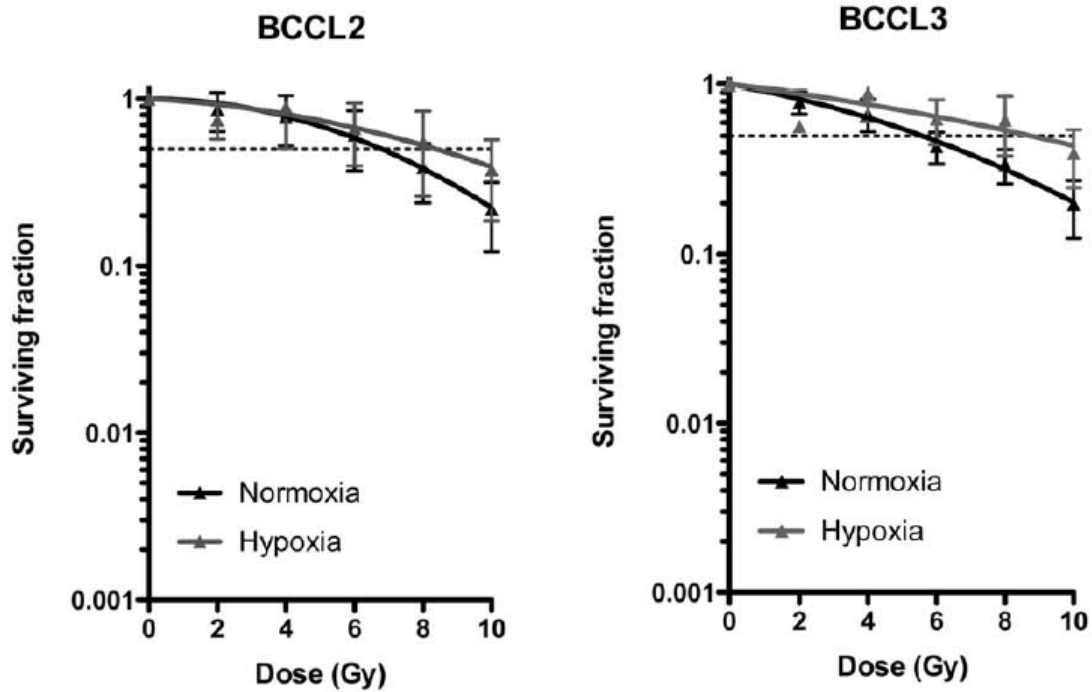 BCCL2
Surviving fraction
1
0.1
0.01
0.001
Normoxia
Hypoxia
0 2 4 6 8 10
Dose (Gy)
BCCL3
Surviving fraction
1
0.1
0.01
0.001
Normoxia
Hypoxia
0 2 4 6 8 10
Dose (Gy)